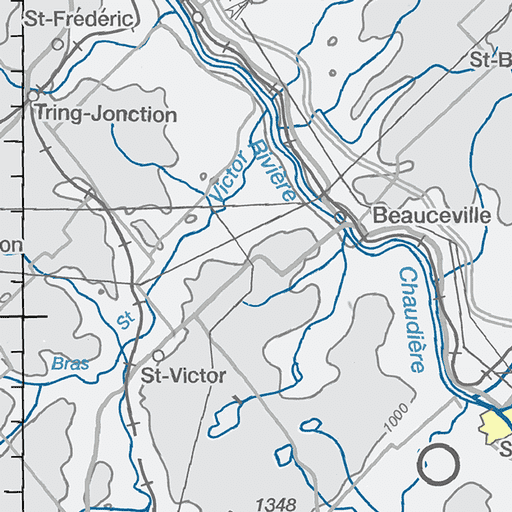 St-Frédéric
St-B
Tring-Jonction
Rivière
Victor
Beauceville
on
Chaudière
St
Bras
St-Victor
1000
S
1348